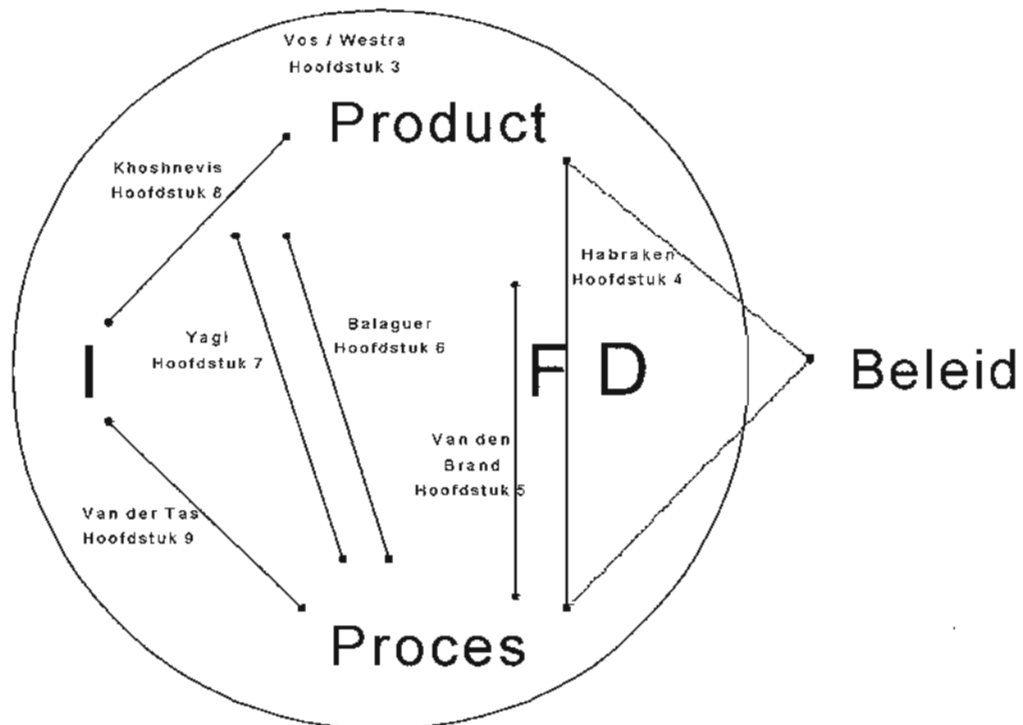 Vos / Westra
Hoofdstuk 3
Product
Khoshnevis
Hoofdstuk 8
Habraken
Hoofdstuk 4
Yagi
Hoofdstuk 7
Balaguer
Hoofdstuk 6
I
F D
Beleid
Van den
Brand
Hoofdstuk 5
Van der Tas
Hoofdstuk 9
Proces